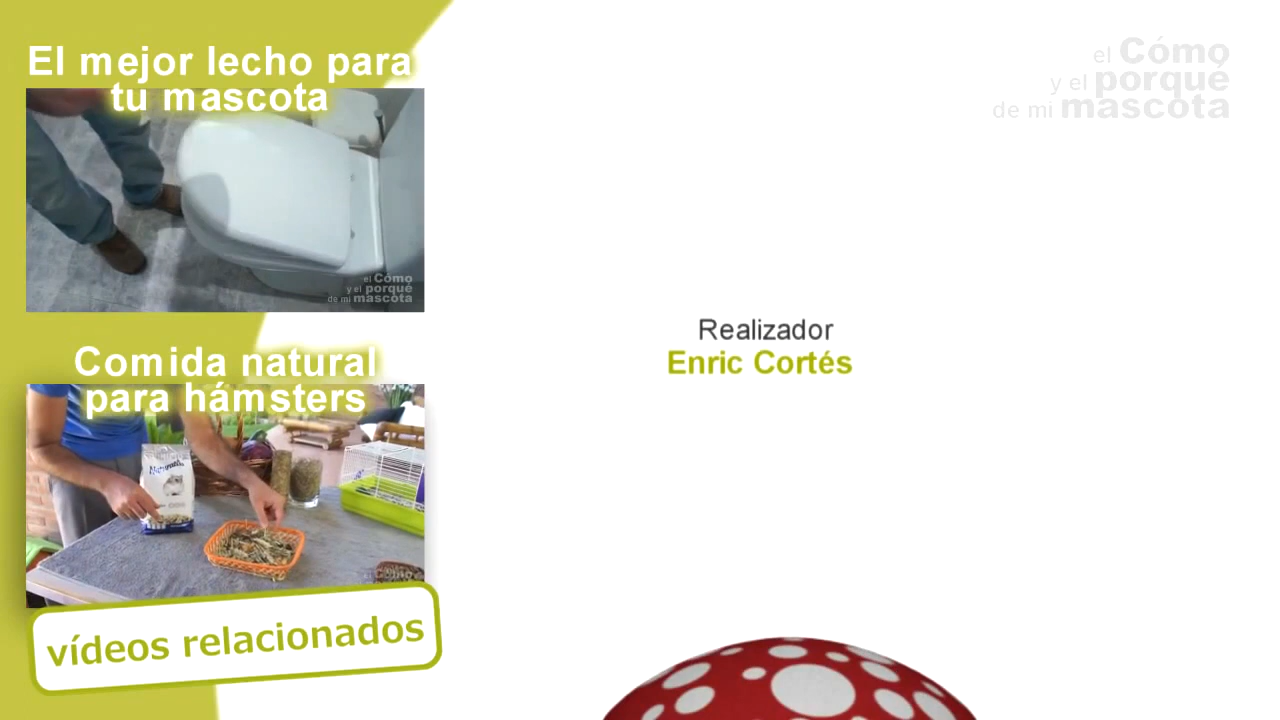 El mejor lecho para
tu mascota
el Cómo
y el porqué
de mi mascota
Comida natural
para hámsters
vídeos relacionados
el Cómo
y el porqué
de mi mascota
Realizador
Enric Cortés